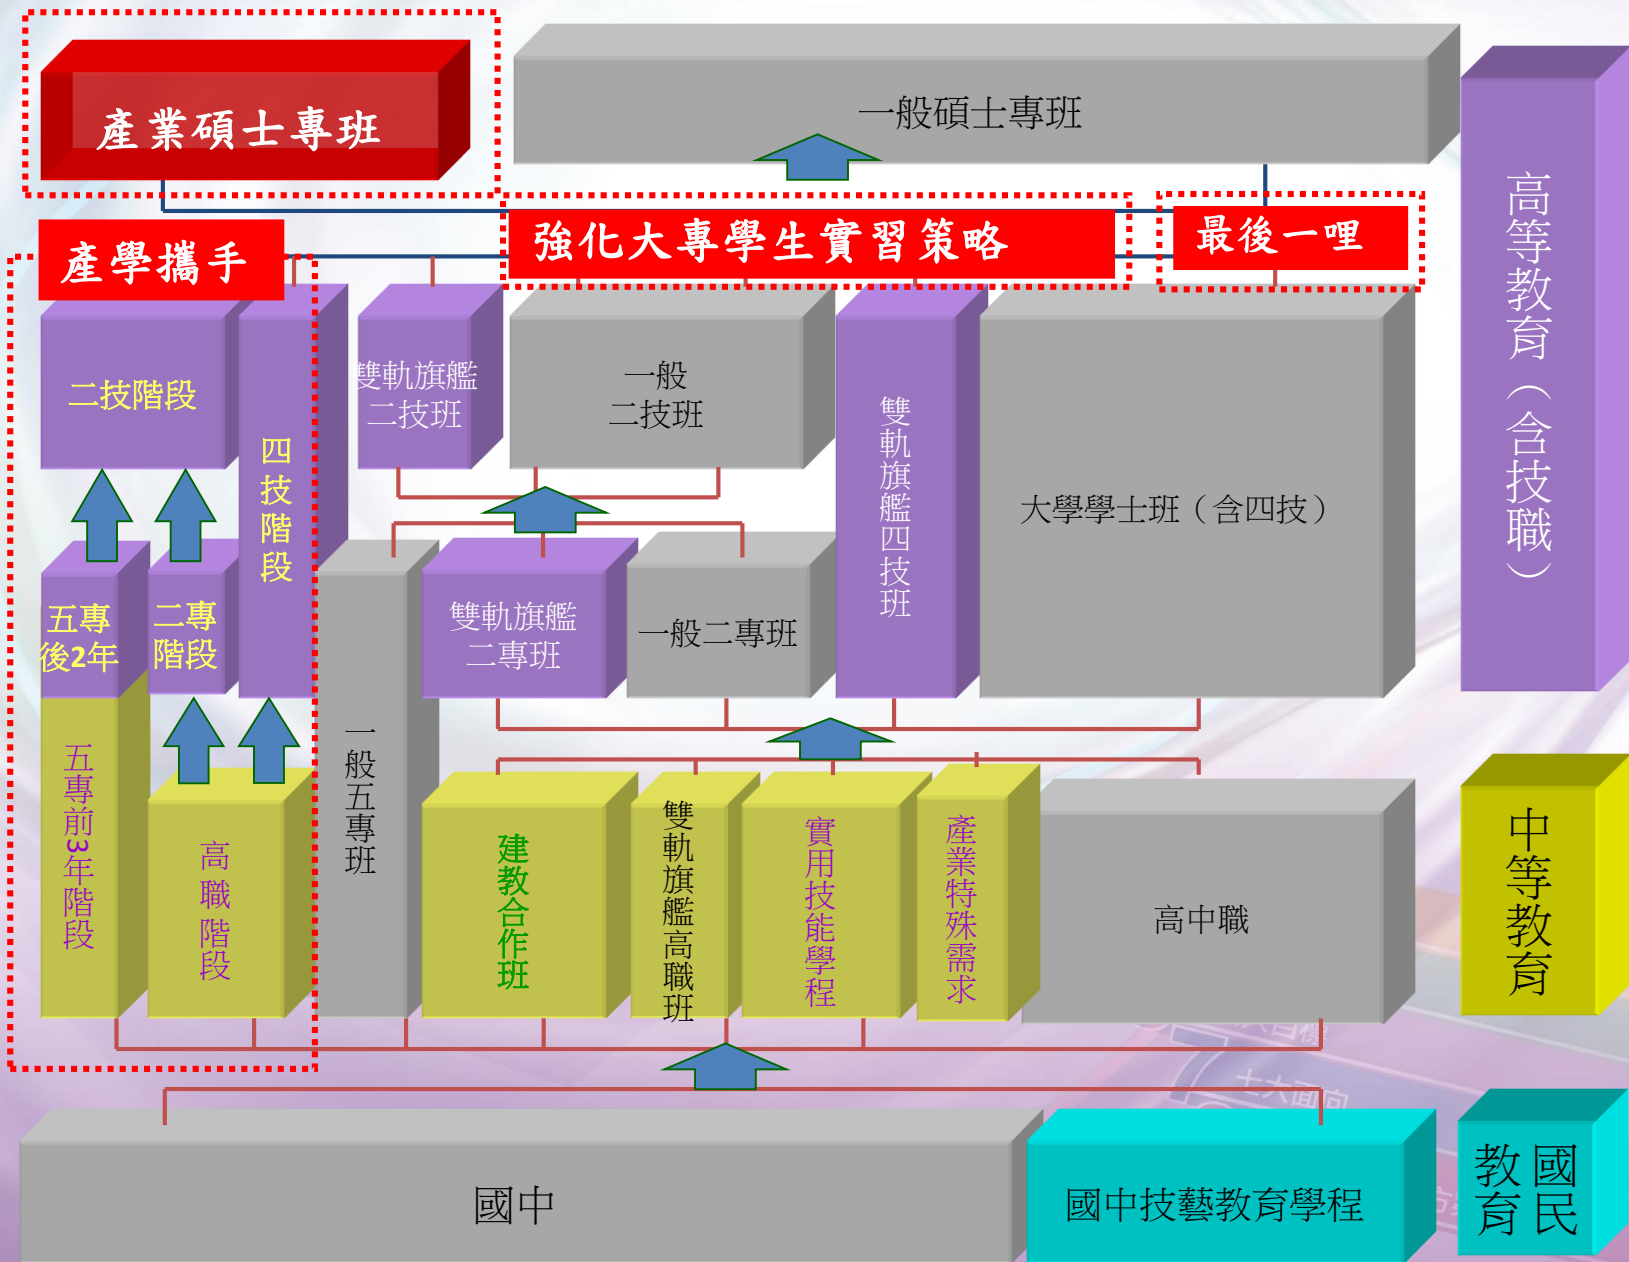 產業碩士專班
一般碩士專班
高等教育（含技職）
產學攜手
強化大專學生實習策略
最後一哩
二技階段
四技階段
雙軌旗艦
二技班
一般
二技班
雙軌旗艦四技班
大學學士班（含四技）
五專
後2年
二專
階段
雙軌旗艦
二專班
一般二專班
五專前3年階段
高職階段
一般五專班
建教合作班
雙軌旗艦高職班
實用技能學程
產業特殊需求
高中職
中等教育
國中
國中技藝教育學程
國民
教育